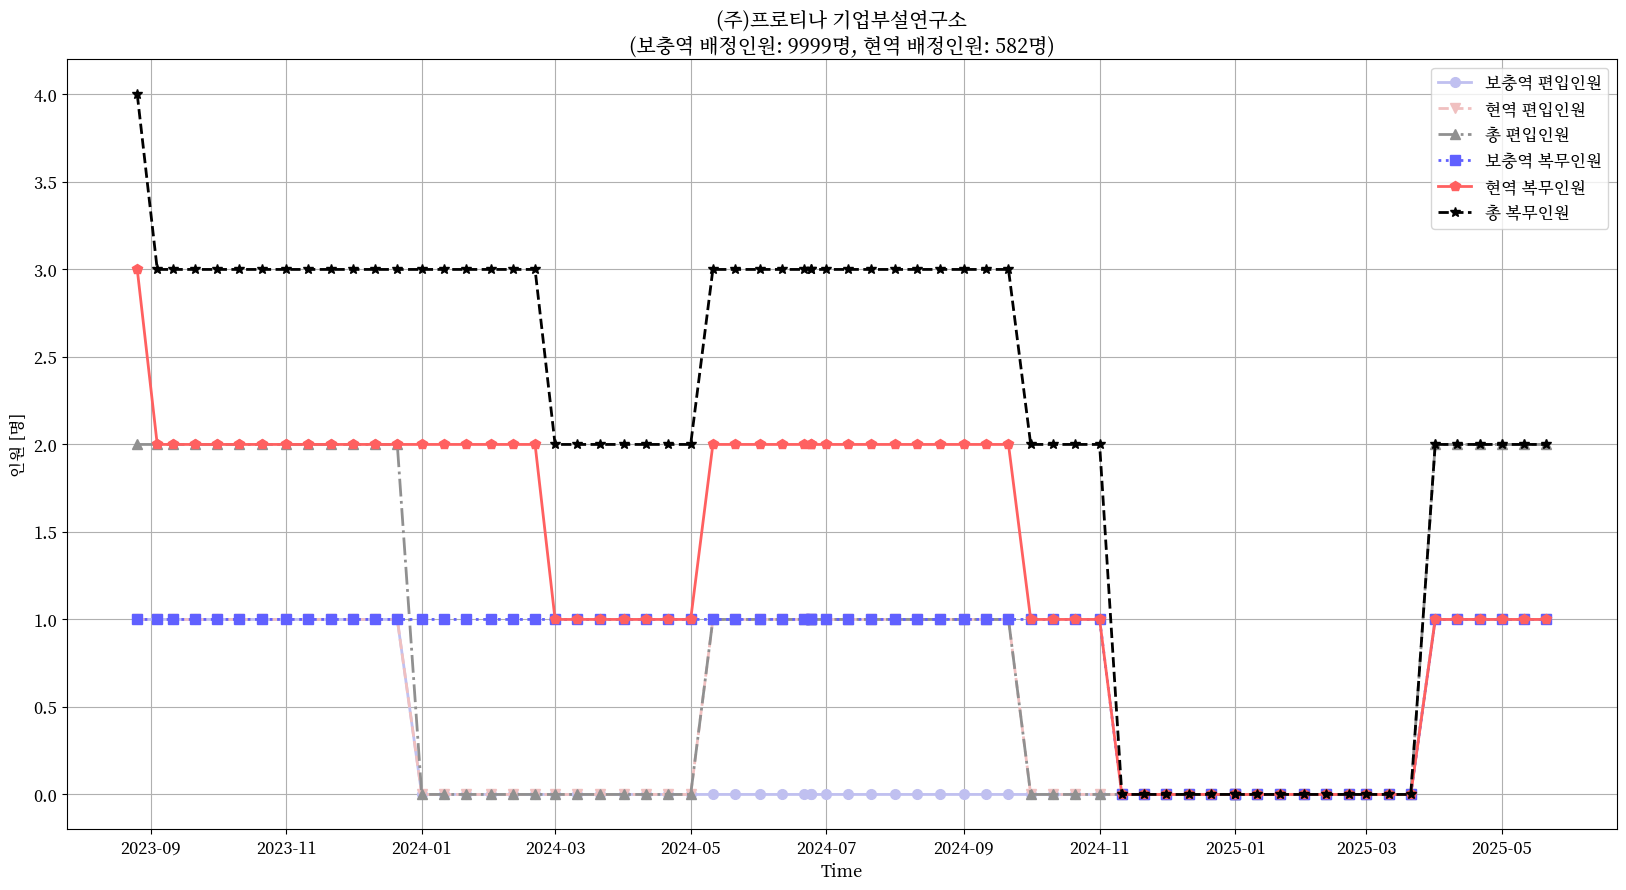 (주)프로티나 기업부설연구소
(보충역 배정인원: 9999명, 현역 배정인원: 582명)
보충역 편입인원
현역 편입인원
총 편입인원
보충역 복무인원
현역 복무인원
총 복무인원
인원 [명]
4.0
3.5
3.0
2.5
2.0
1.5
1.0
0.5
0.0
2023-09 2023-11 2024-01 2024-03 2024-05 2024-07 2024-09 2024-11 2025-01 2025-03 2025-05
Time